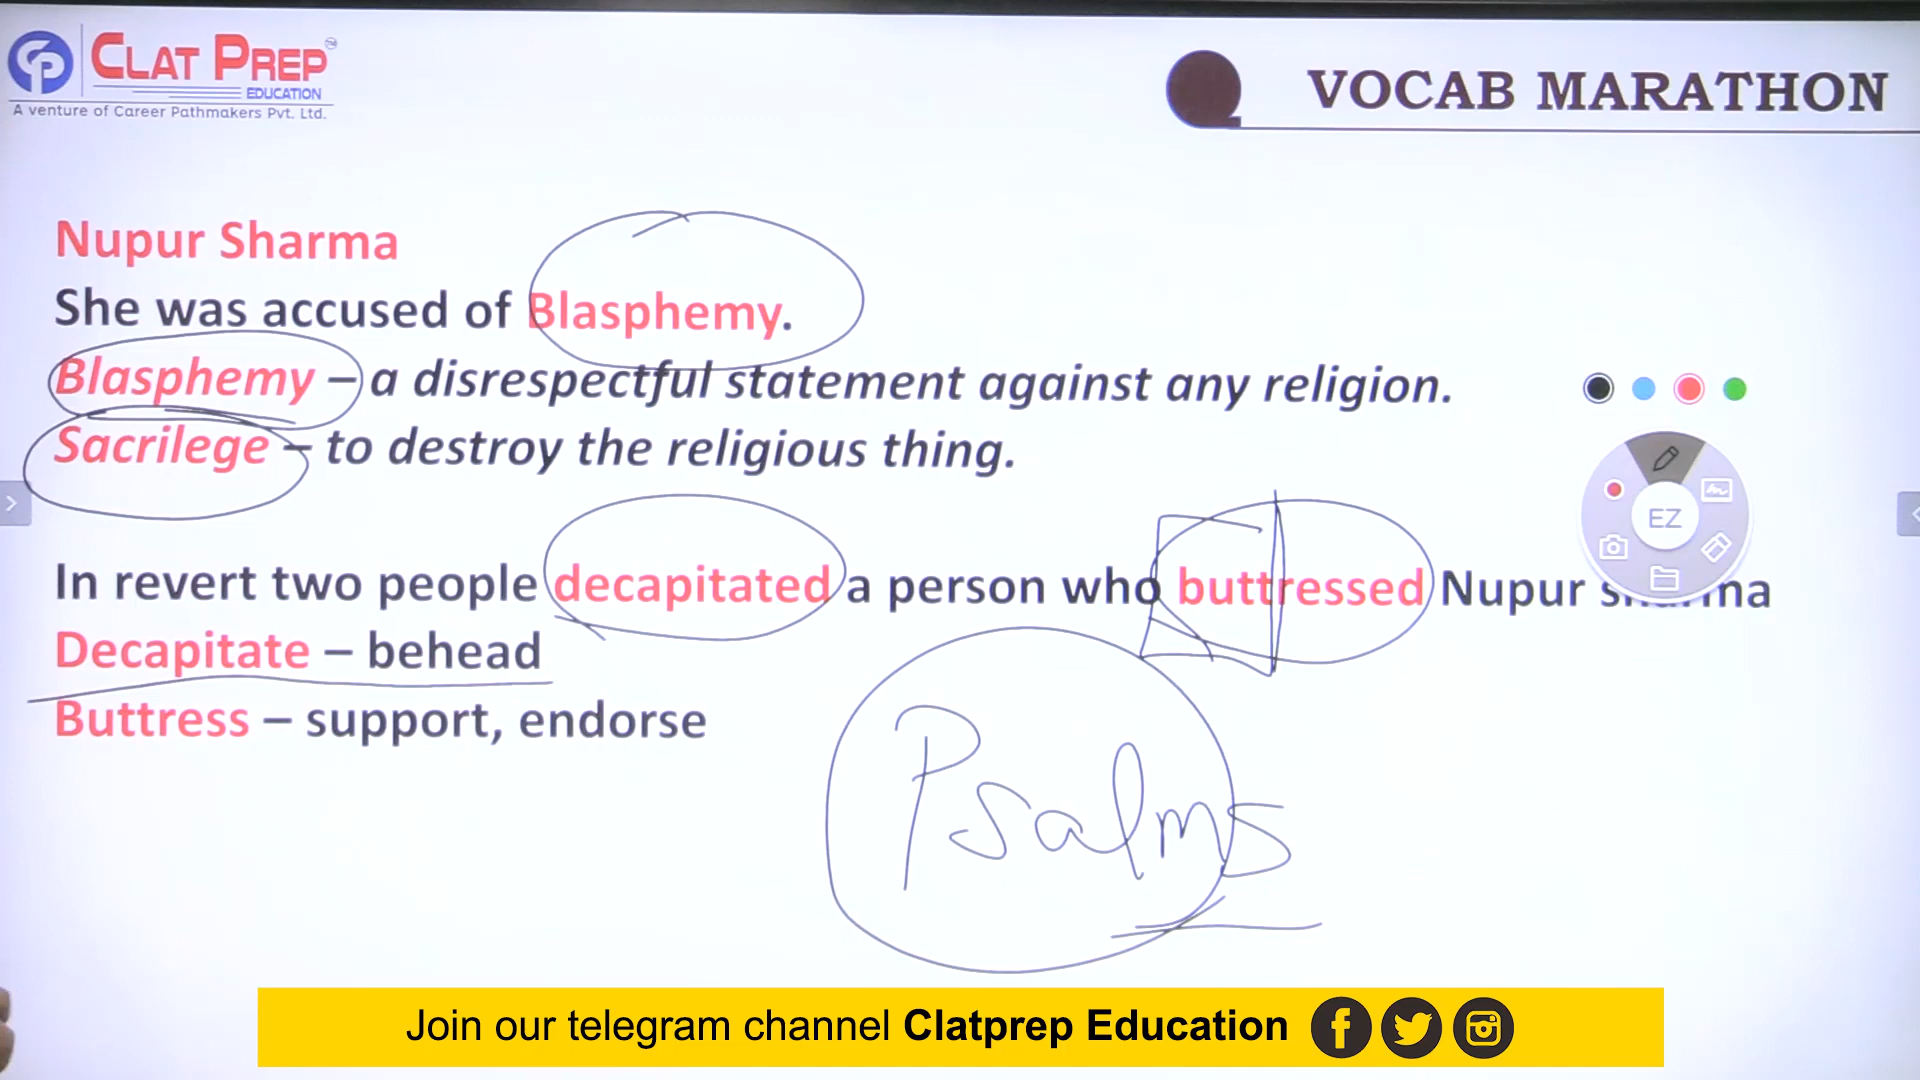 CLAT PREP
EDUCATION
A venture of Career Pathmakers Pvt. Ltd.
VOCAB MARATHON
Nupur Sharma
She was accused of Blasphemy.
Blasphemy – a disrespectful statement against any religion.
Sacrilege – to destroy the religious thing.
In revert two people decapitated a person who buttressed Nupur sharma
Decapitate – behead
Buttress – support, endorse
Psalms
EZ
Join our telegram channel Clatprep Education